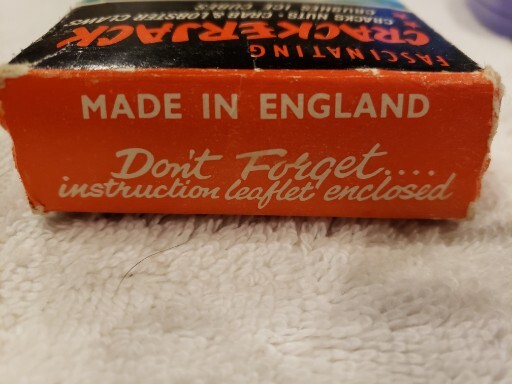 FASCINATING
CRACKERJACK
CRACKS NUTS · CRAB & LOBSTER CLAWS
CRUSHES ICE CUBES
MADE IN ENGLAND
Don't Forget....
instruction leaflet enclosed